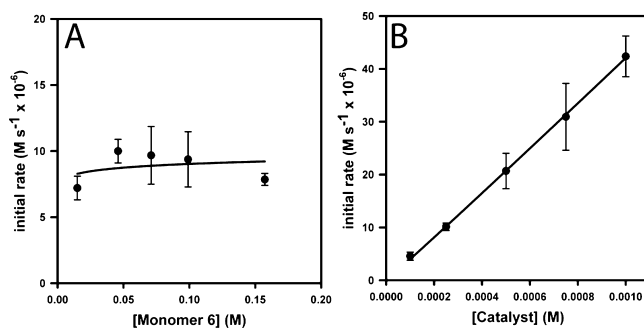 A
initial rate (M s⁻¹ x 10⁻⁶)
20
15
10
5
0
0.00 0.05 0.10 0.15 0.20
[Monomer 6] (M)
B
initial rate (M s⁻¹ x 10⁻⁶)
50
40
30
20
10
0
0.0000 0.0002 0.0004 0.0006 0.0008 0.0010
[Catalyst] (M)